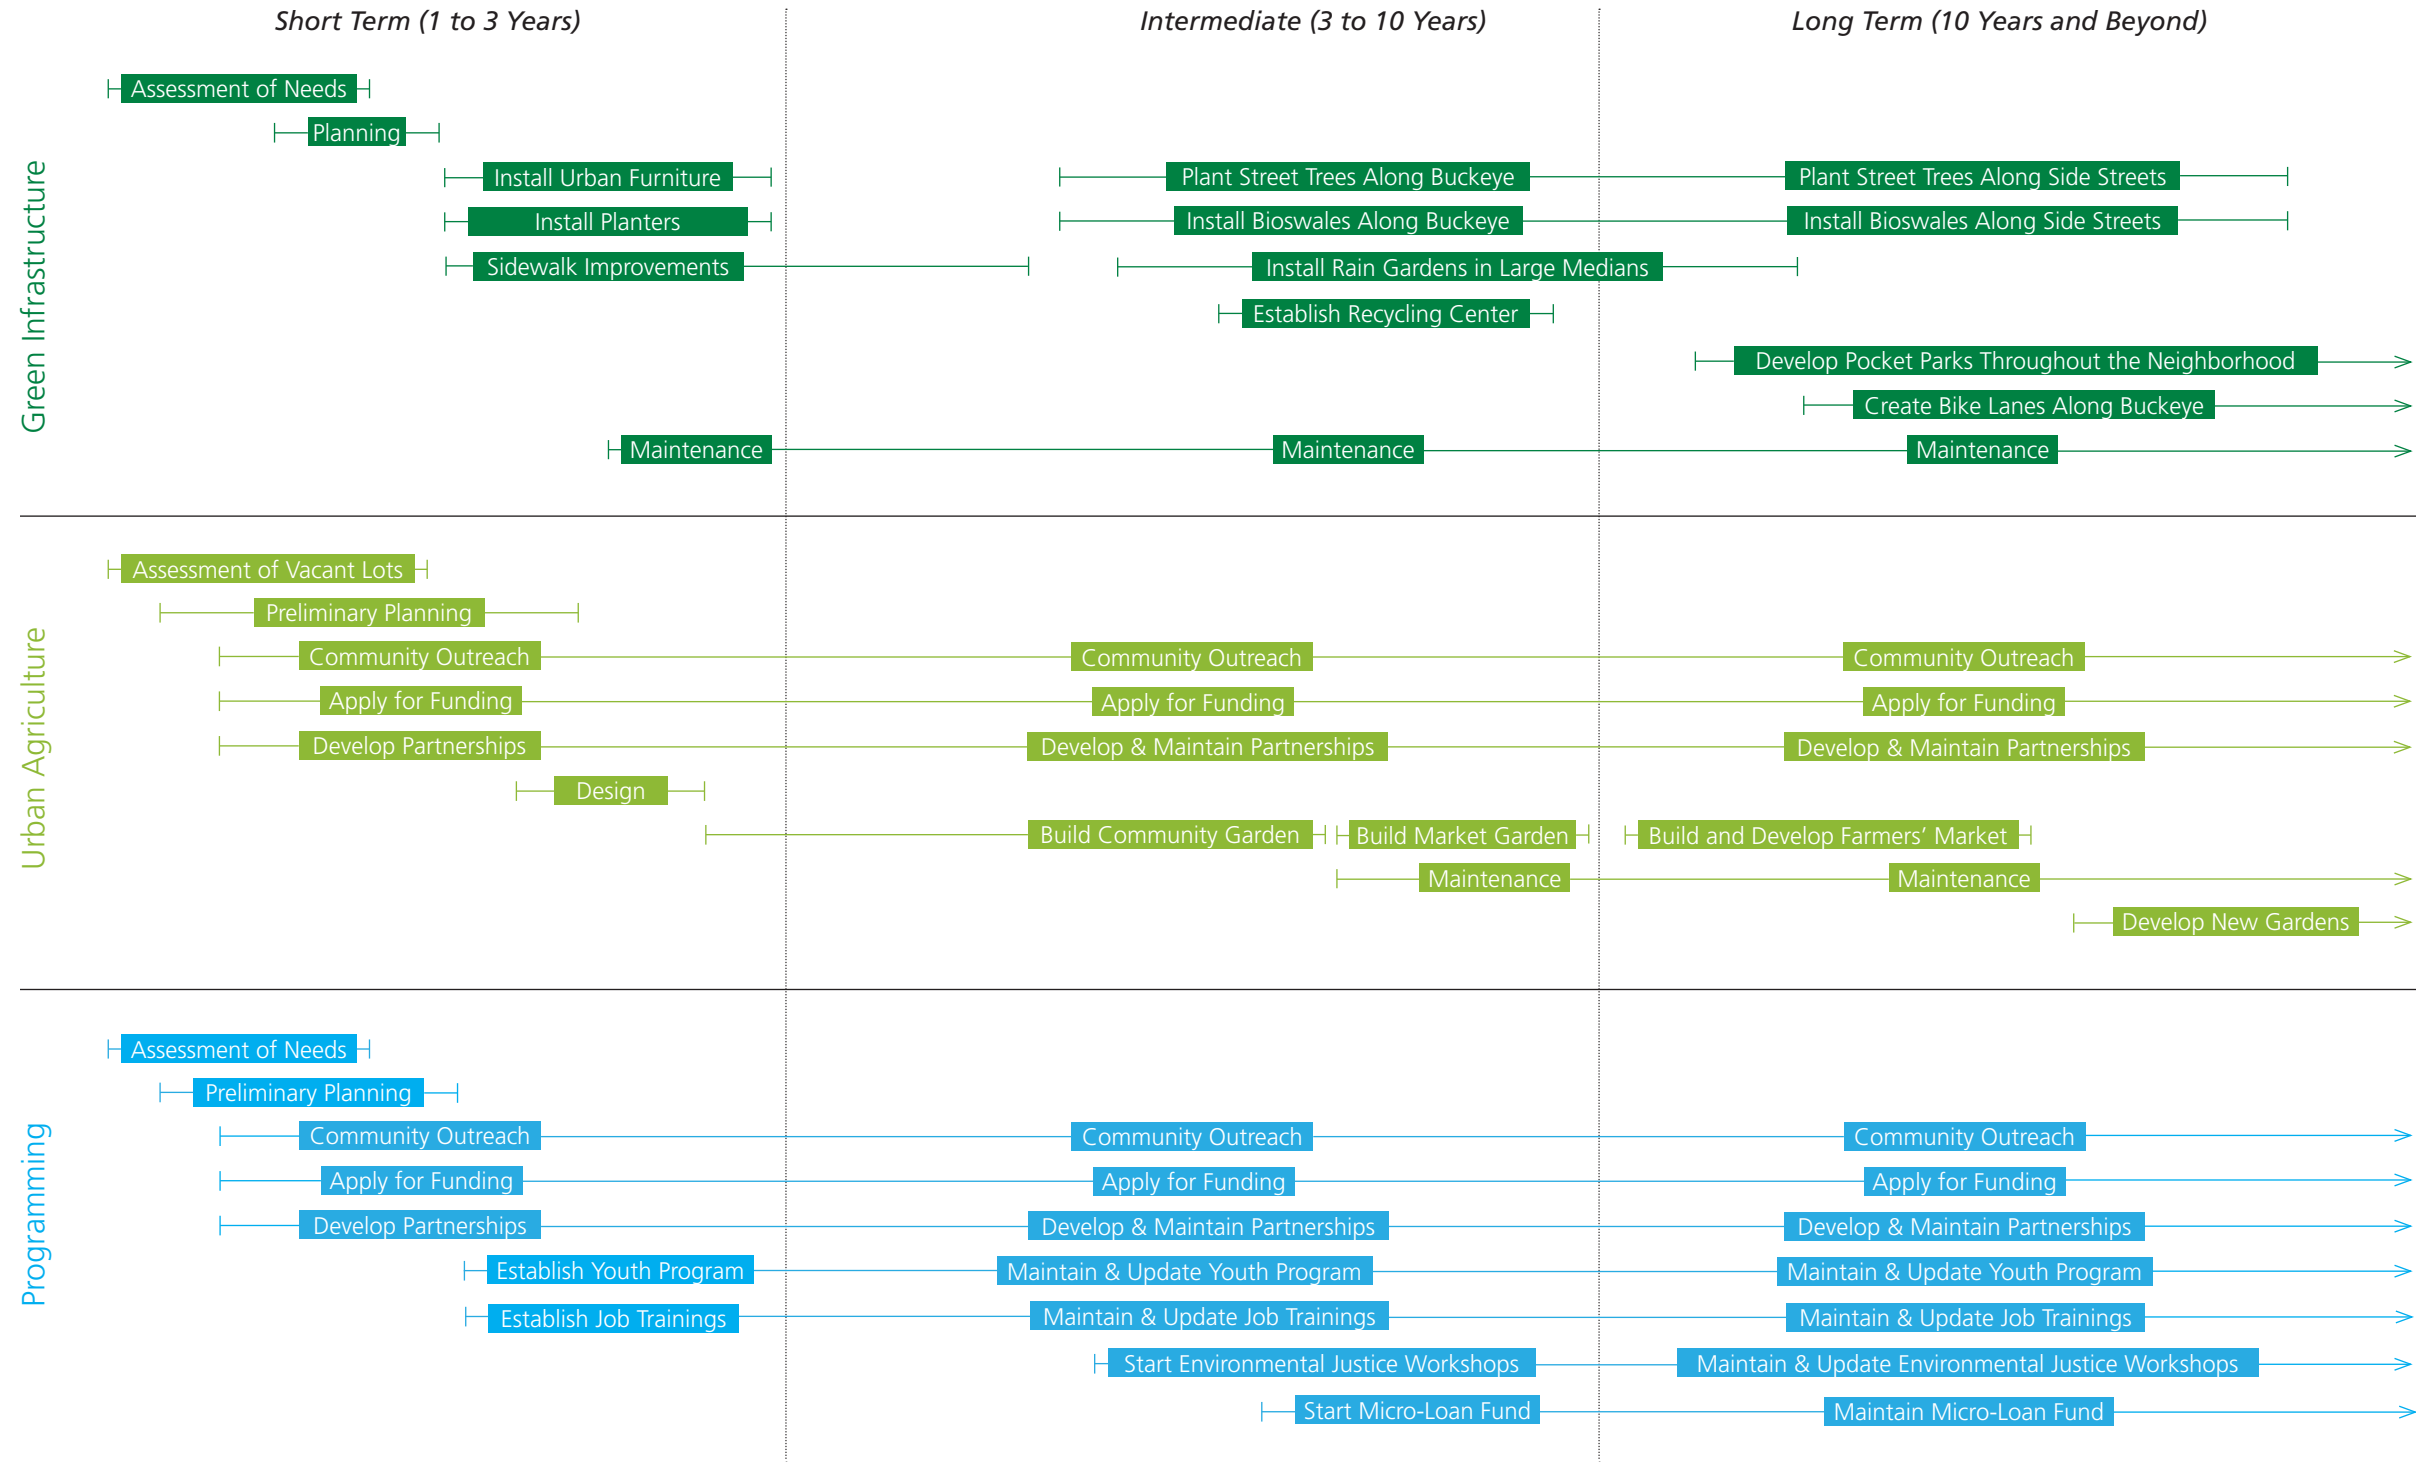 Short Term (1 to 3 Years)
Intermediate (3 to 10 Years)
Long Term (10 Years and Beyond)
Green Infrastructure
Assessment of Needs
Planning
Install Urban Furniture
Plant Street Trees Along Buckeye
Plant Street Trees Along Side Streets
Install Planters
Install Bioswales Along Buckeye
Install Bioswales Along Side Streets
Sidewalk Improvements
Install Rain Gardens in Large Medians
Establish Recycling Center
Develop Pocket Parks Throughout the Neighborhood
Create Bike Lanes Along Buckeye
Maintenance
Maintenance
Maintenance
Urban Agriculture
Assessment of Vacant Lots
Preliminary Planning
Community Outreach
Community Outreach
Community Outreach
Apply for Funding
Apply for Funding
Apply for Funding
Develop Partnerships
Develop & Maintain Partnerships
Develop & Maintain Partnerships
Design
Build Community Garden
Build Market Garden
Build and Develop Farmers’ Market
Maintenance
Maintenance
Develop New Gardens
Programming
Assessment of Needs
Preliminary Planning
Community Outreach
Community Outreach
Community Outreach
Apply for Funding
Apply for Funding
Apply for Funding
Develop Partnerships
Develop & Maintain Partnerships
Develop & Maintain Partnerships
Establish Youth Program
Maintain & Update Youth Program
Maintain & Update Youth Program
Establish Job Trainings
Maintain & Update Job Trainings
Maintain & Update Job Trainings
Start Environmental Justice Workshops
Maintain & Update Environmental Justice Workshops
Start Micro-Loan Fund
Maintain Micro-Loan Fund